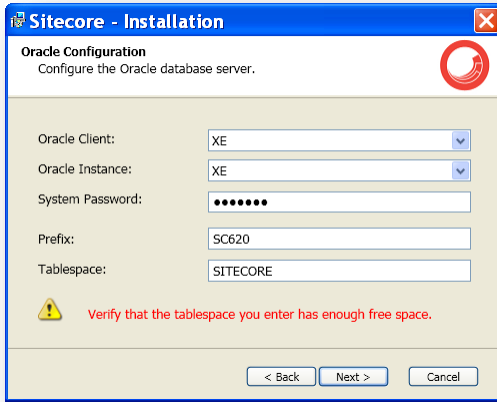 Sitecore - Installation
Oracle Configuration
Configure the Oracle database server.
Oracle Client: XE
Oracle Instance: XE
System Password: •••••••
Prefix: SC620
Tablespace: SITECORE
Verify that the tablespace you enter has enough free space.
< Back Next > Cancel